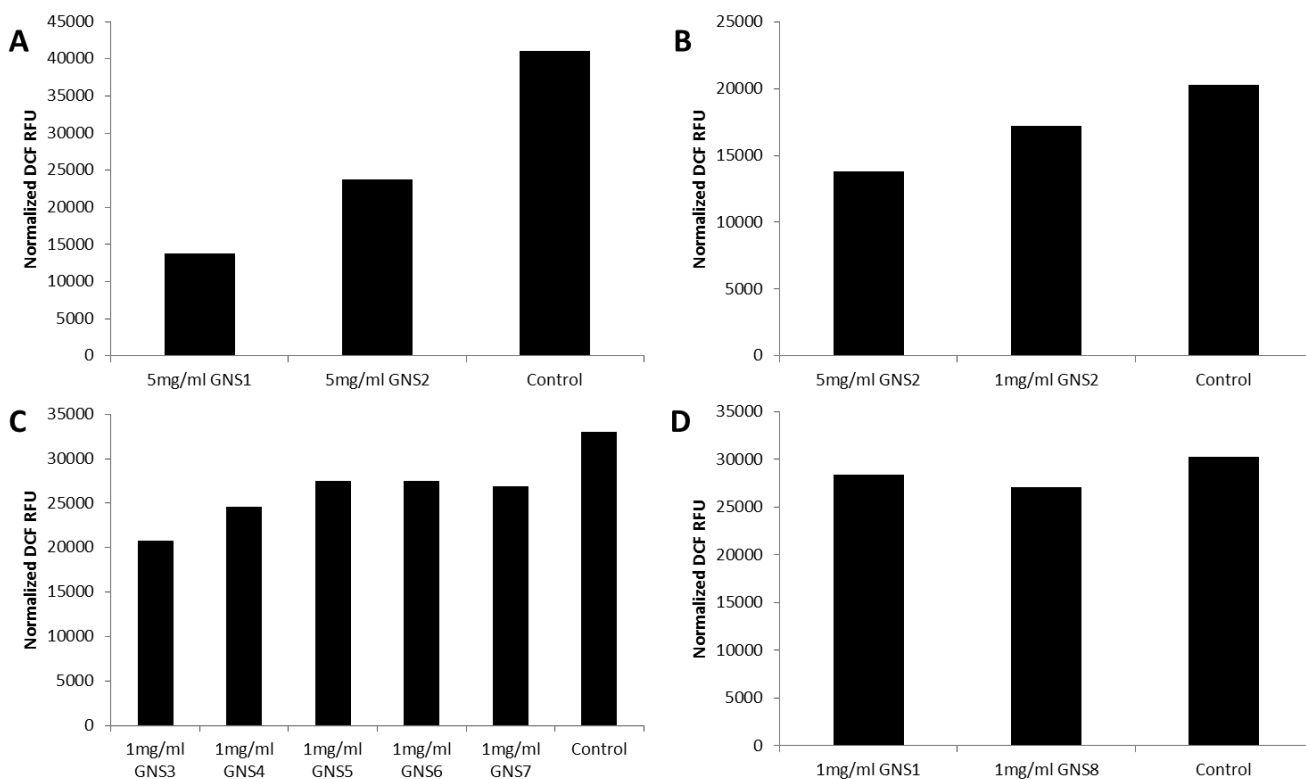 A
Normalized DCF RFU
45000
40000
35000
30000
25000
20000
15000
10000
5000
0
5mg/ml GNS1
5mg/ml GNS2
Control
B
Normalized DCF RFU
25000
20000
15000
10000
5000
0
5mg/ml GNS2
1mg/ml GNS2
Control
C
Normalized DCF RFU
35000
30000
25000
20000
15000
10000
5000
0
1mg/ml
GNS3
1mg/ml
GNS4
1mg/ml
GNS5
1mg/ml
GNS6
1mg/ml
GNS7
Control
D
Normalized DCF RFU
35000
30000
25000
20000
15000
10000
5000
0
1mg/ml GNS1
1mg/ml GNS8
Control